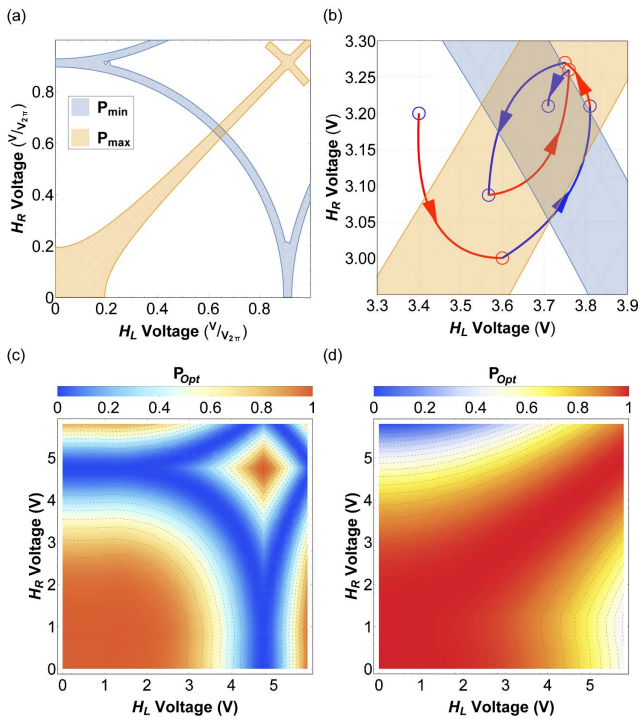 (a)
(b)
0.8
0.6
0.4
0.2
0
H_R Voltage (V/V_2π)
P_min
P_max
0 0.2 0.4 0.6 0.8
H_L Voltage (V/V_2π)
3.30
3.25
3.20
3.15
3.10
3.05
3.00
H_R Voltage (V)
3.3 3.4 3.5 3.6 3.7 3.8 3.9
H_L Voltage (V)
(c)
(d)
P_Opt
0 0.2 0.4 0.6 0.8 1
5
4
3
2
1
0
H_R Voltage (V)
0 1 2 3 4 5
H_L Voltage (V)
P_Opt
0 0.2 0.4 0.6 0.8 1
5
4
3
2
1
0
H_R Voltage (V)
0 1 2 3 4 5
H_L Voltage (V)